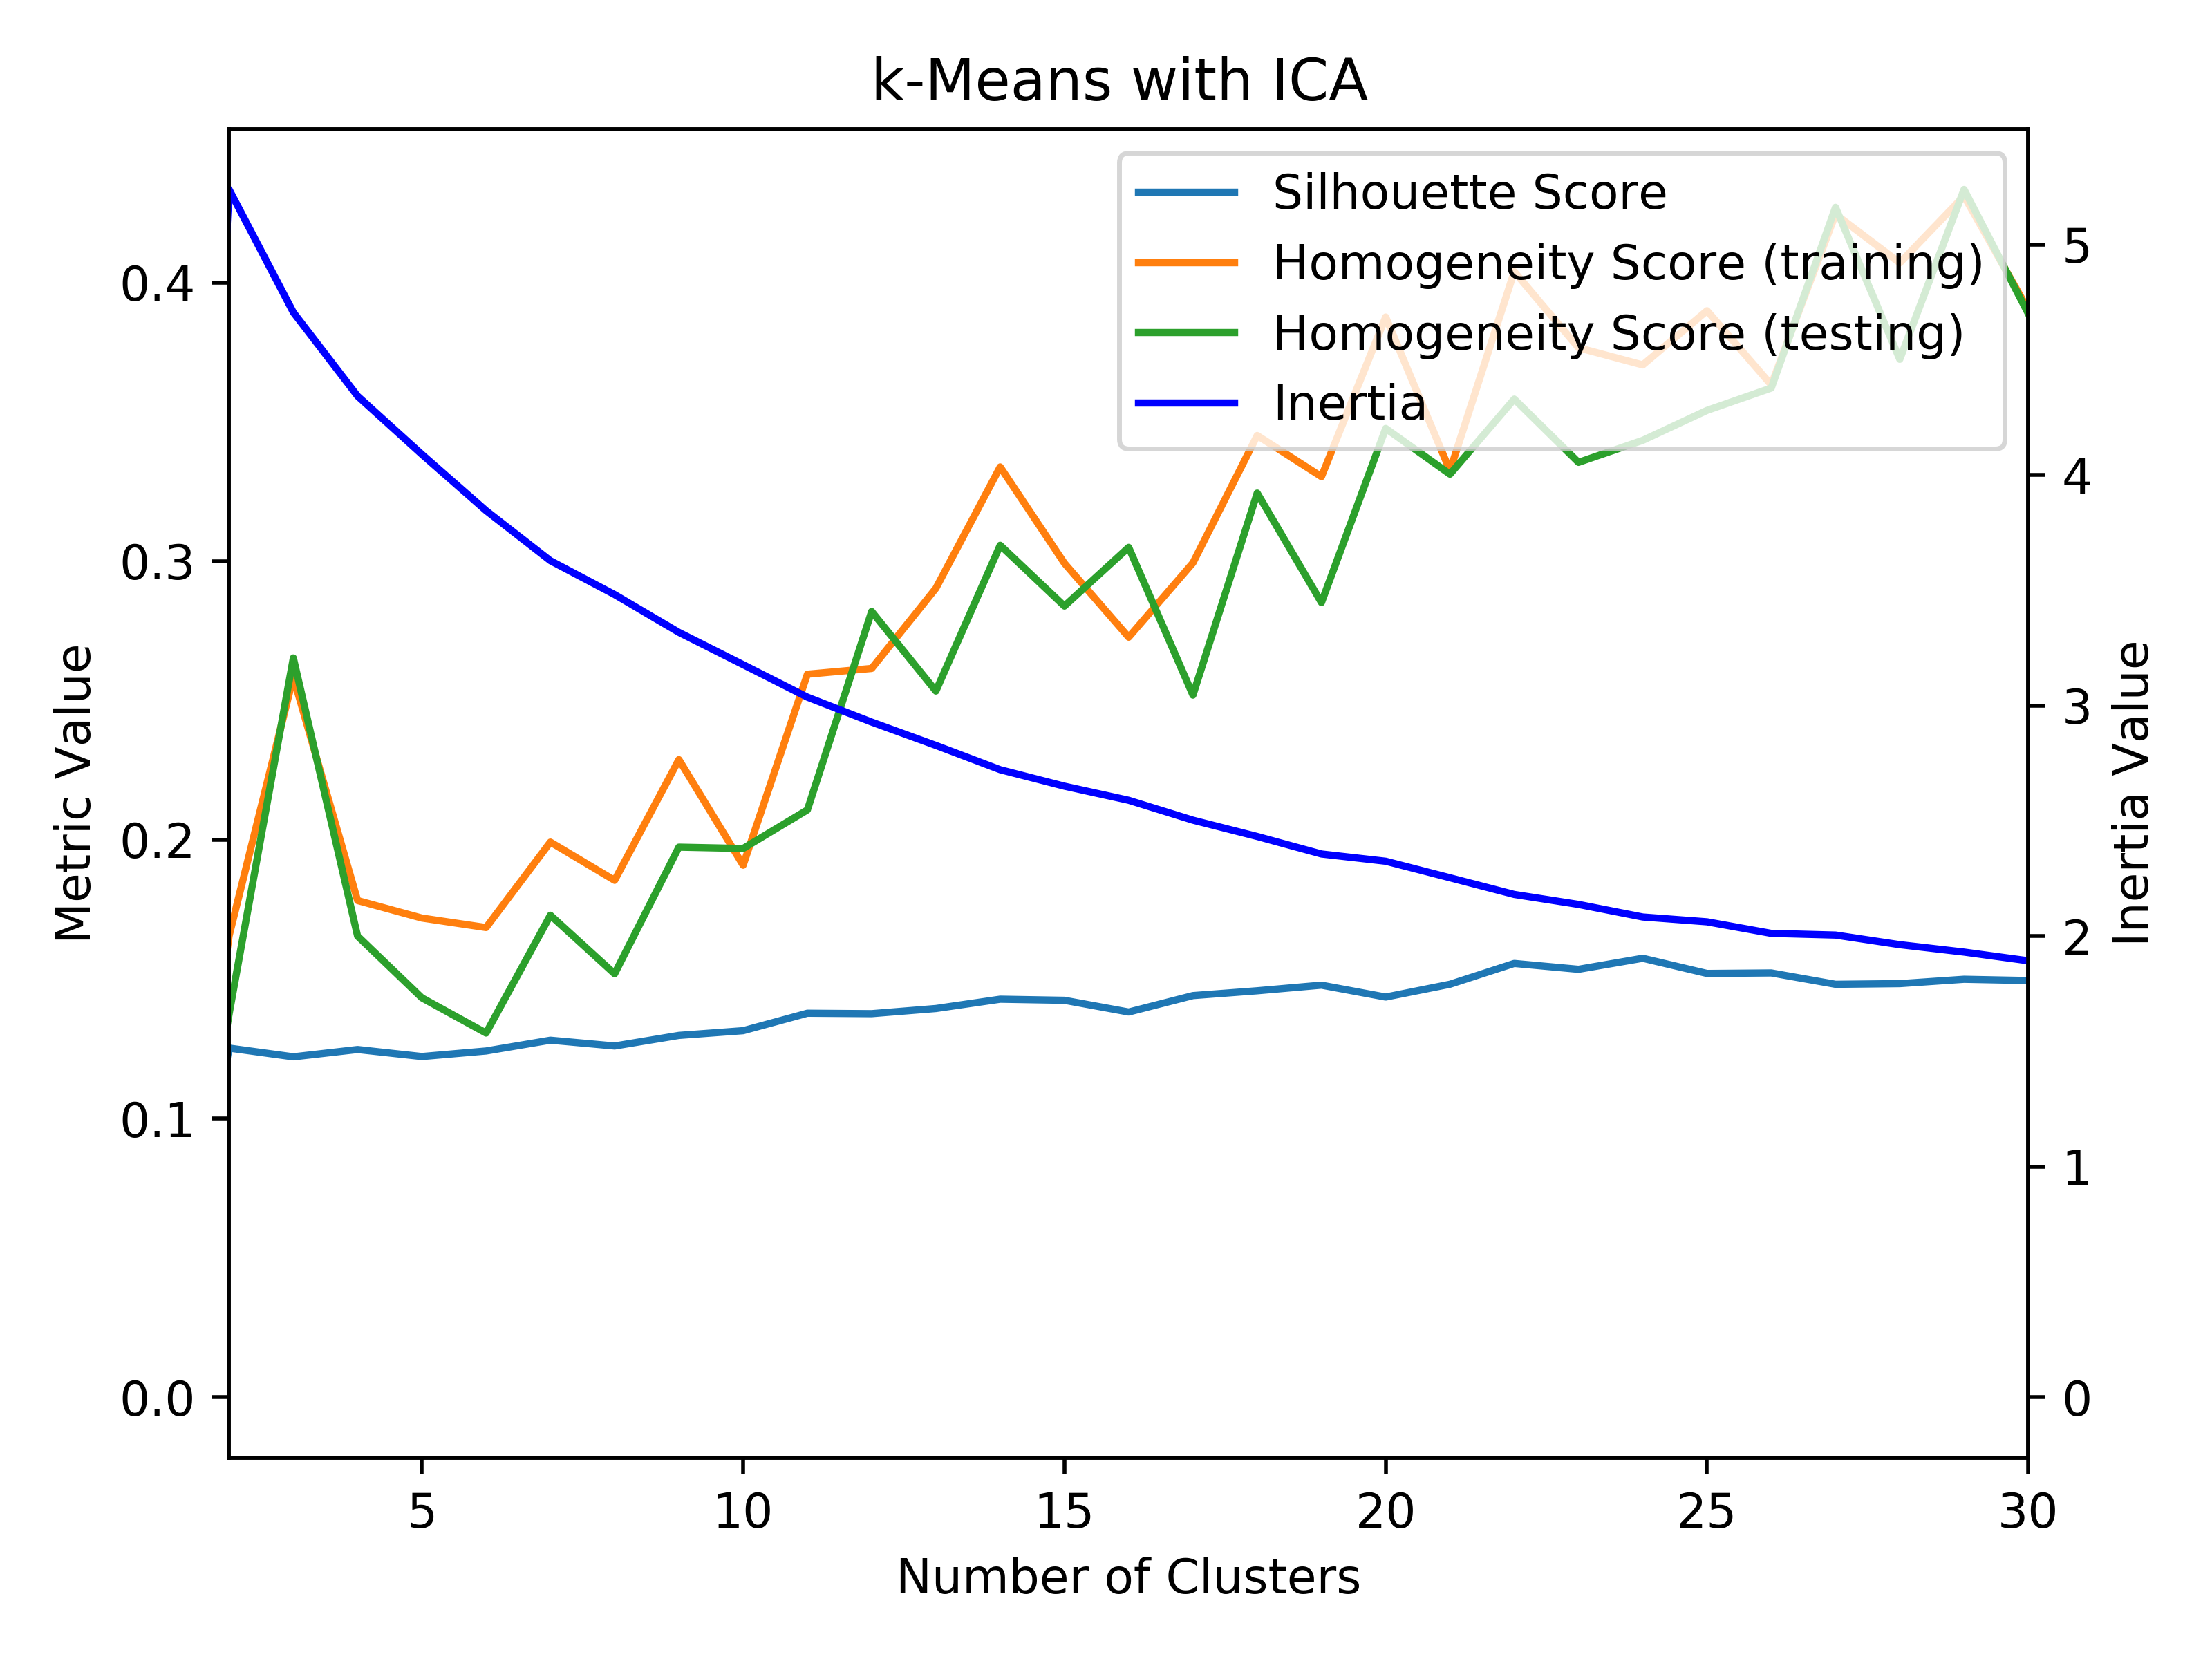 k-Means with ICA
Silhouette Score
Homogeneity Score (training)
Homogeneity Score (testing)
Inertia
0.4
0.3
0.2
0.1
0.0
Metric Value
5
4
3
2
1
0
Inertia Value
5 10 15 20 25 30
Number of Clusters